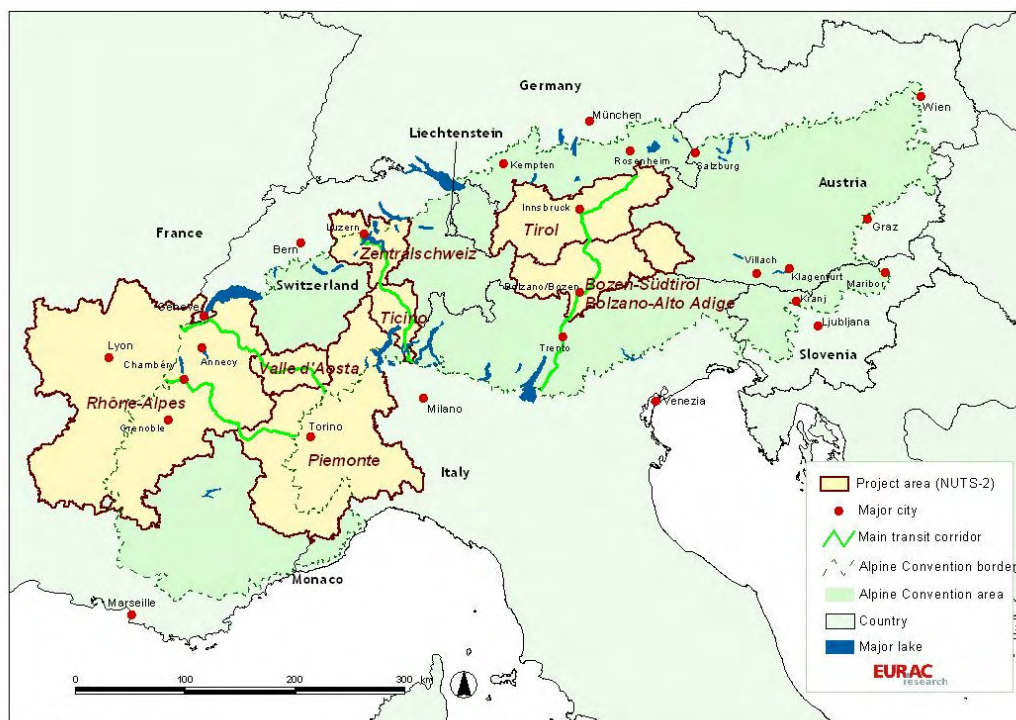 Germany
München
Wien
Liechtenstein
Kempten
Rosenheim
Salzburg
Austria
Innsbruck
Tirol
Graz
France
Luzern
Bern
Zentralschweiz
Switzerland
Villach
Klagenfurt
Maribor
Bolzano/Bozen
Bozen-Südtirol
Bolzano-Alto Adige
Kranj
Ljubljana
Slovenia
Geneve
Ticino
Trento
Lyon
Annecy
Chambéry
Valle d'Aosta
Rhône-Alpes
Milano
Venezia
Grenoble
Torino
Piemonte
Italy
Monaco
Marseille
Project area (NUTS-2)
Major city
Main transit corridor
Alpine Convention border
Alpine Convention area
Country
Major lake
EURAC
research
0 100 200 300 km